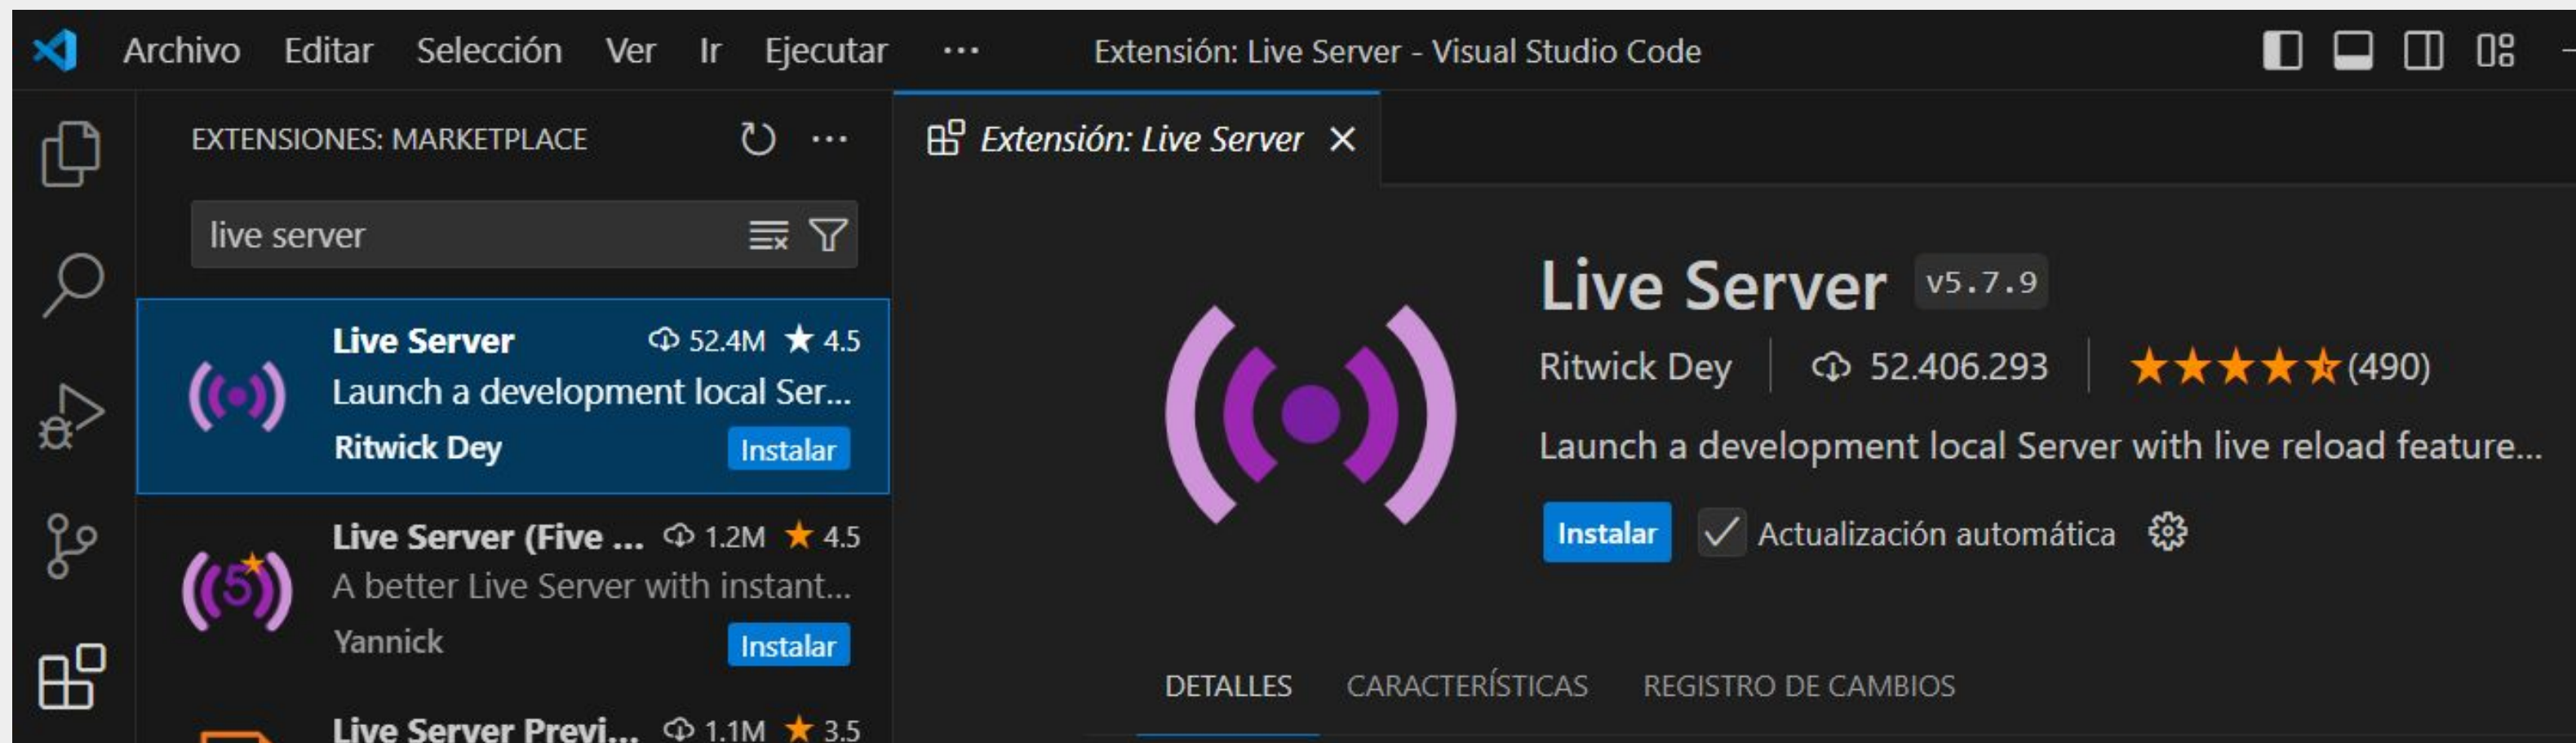 Archivo Editar Selección Ver Ir Ejecutar ··· Extensión: Live Server - Visual Studio Code
EXTENSIONES: MARKETPLACE ···
live server
Live Server 52.4M ★ 4.5
Launch a development local Ser...
Ritwick Dey Instalar
Live Server (Five ... 1.2M ★ 4.5
5
A better Live Server with instant...
Yannick Instalar
Live Server Previ... 1.1M ★ 3.5
Extensión: Live Server
Live Server v5.7.9
Ritwick Dey 52.406.293 (490)
Launch a development local Server with live reload feature...
Instalar Actualización automática
DETALLES CARACTERÍSTICAS REGISTRO DE CAMBIOS